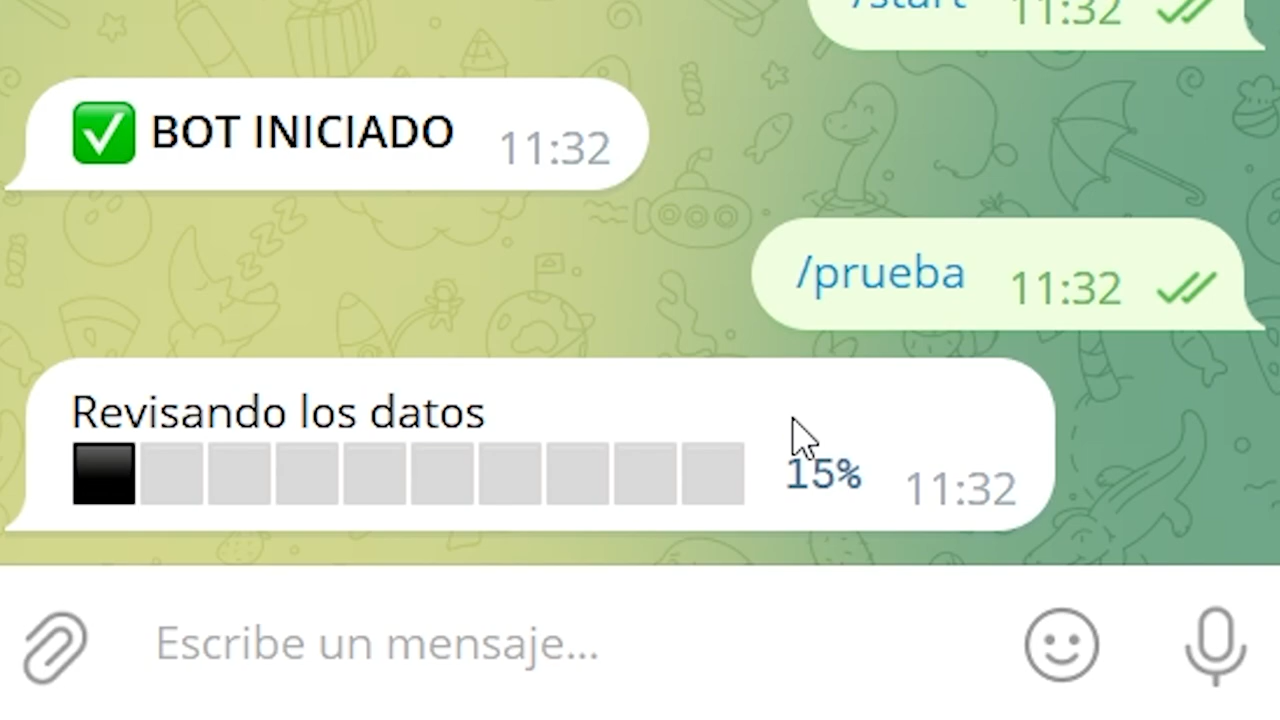 /start 11:32
✅ BOT INICIADO 11:32
/prueba 11:32
Revisando los datos
15% 11:32
Escribe un mensaje...